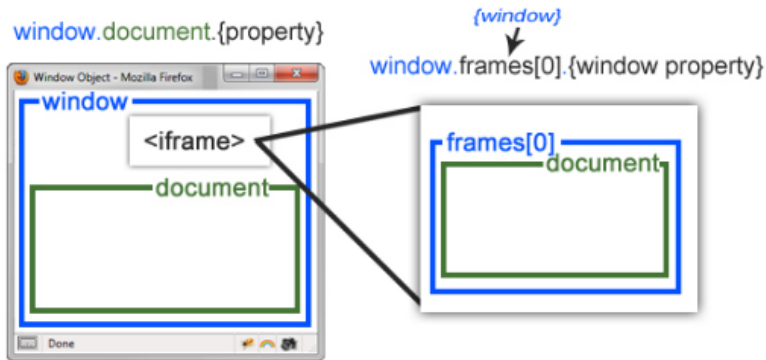 {window}
window.document.{property}
window.frames[0].{window property}
Window Object - Mozilla Firefox
window
<iframe>
document
frames[0]
document
Done